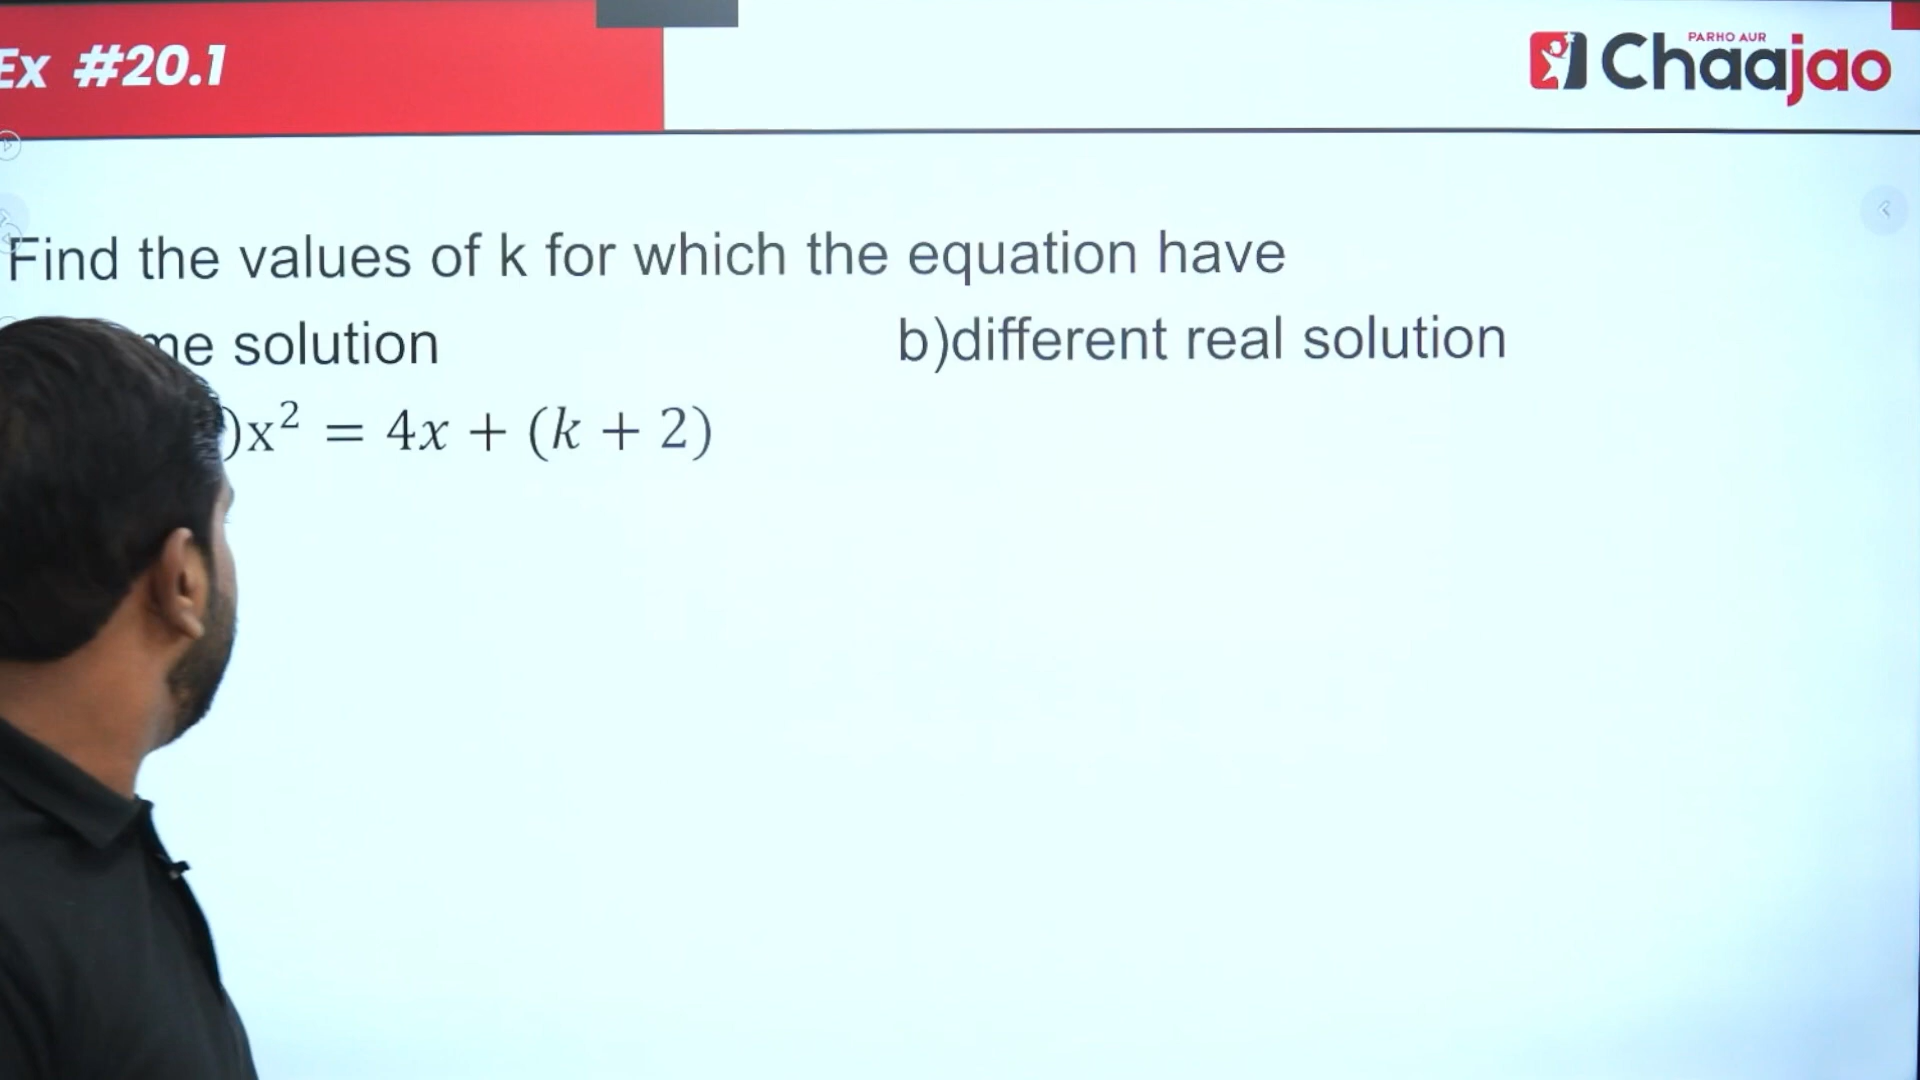 Ex #20.1
PARHO AUR
Chaajao
Find the values of k for which the equation have
solution b)different real solution
)x² = 4x + (k + 2)